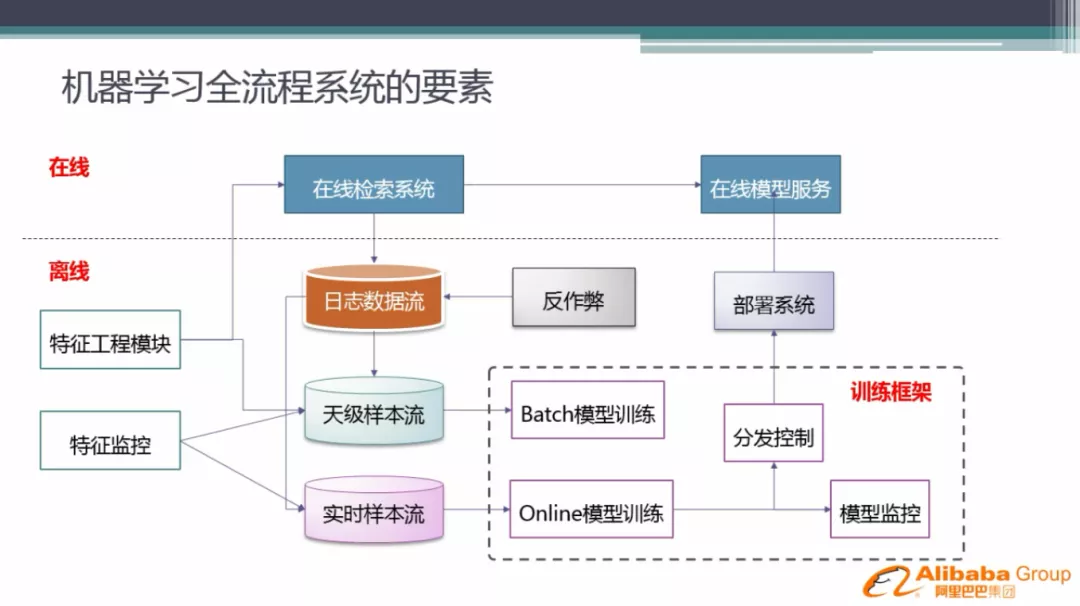 机器学习全流程系统的要素
在线
在线检索系统
在线模型服务
离线
日志数据流
反作弊
部署系统
特征工程模块
训练框架
天级样本流
Batch模型训练
分发控制
特征监控
实时样本流
Online模型训练
模型监控
Alibaba Group
阿里巴巴集团